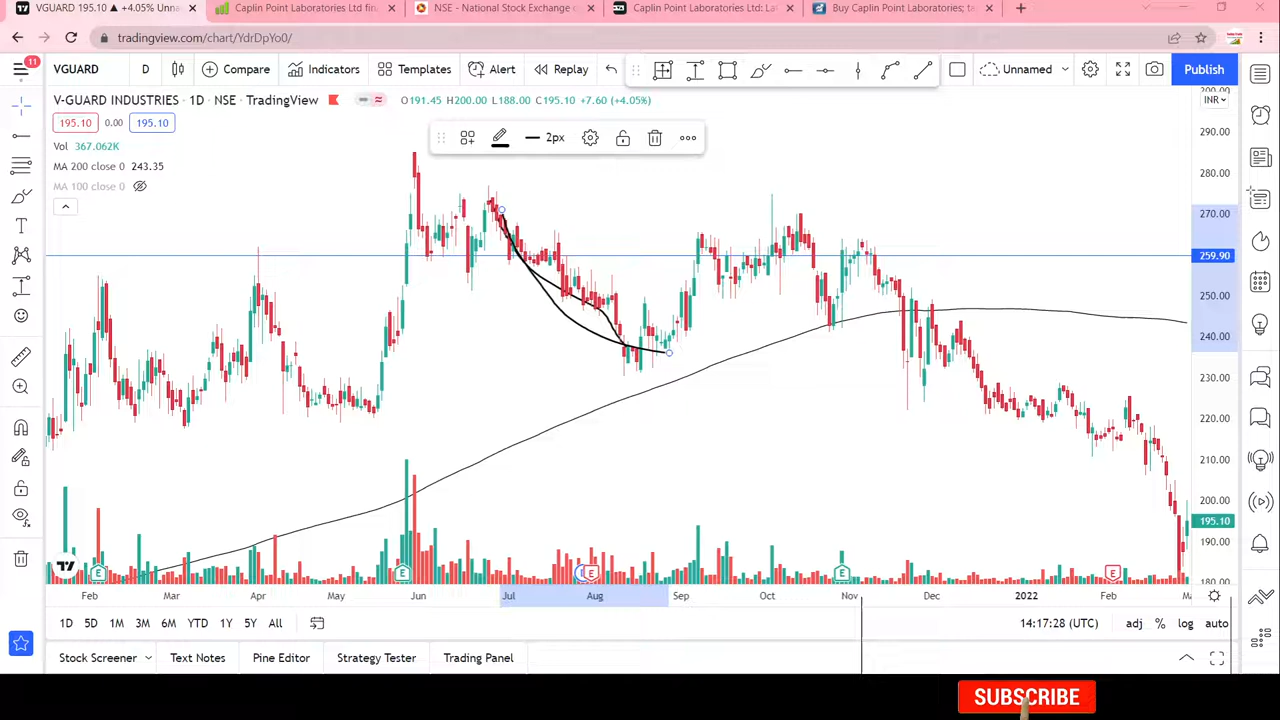 VGUARD 195.10 ▲ +4.05% Unna
Caplin Point Laboratories Ltd fin
NSE - National Stock Exchange o
Caplin Point Laboratories Ltd: La
Buy Caplin Point Laboratories; ta
tradingview.com/chart/YdrDpYo0/
11
VGUARD
D
Compare
Indicators
Templates
Alert
Replay
Unnamed
Publish
V-GUARD INDUSTRIES · 1D · NSE · TradingView
O191.45 H200.00 L188.00 C195.10 +7.60 (+4.05%)
INR
195.10 0.00 195.10
2px
Vol 367.062K
MA 200 close 0 243.35
MA 100 close 0
290.00
280.00
270.00
259.90
250.00
240.00
230.00
220.00
210.00
200.00
195.10
190.00
180.00
E E E E E
Feb Mar Apr May Jun Jul Aug Sep Oct Nov Dec 2022 Feb
1D 5D 1M 3M 6M YTD 1Y 5Y All
14:17:28 (UTC) adj % log auto
Stock Screener Text Notes Pine Editor Strategy Tester Trading Panel
SUBSCRIBE